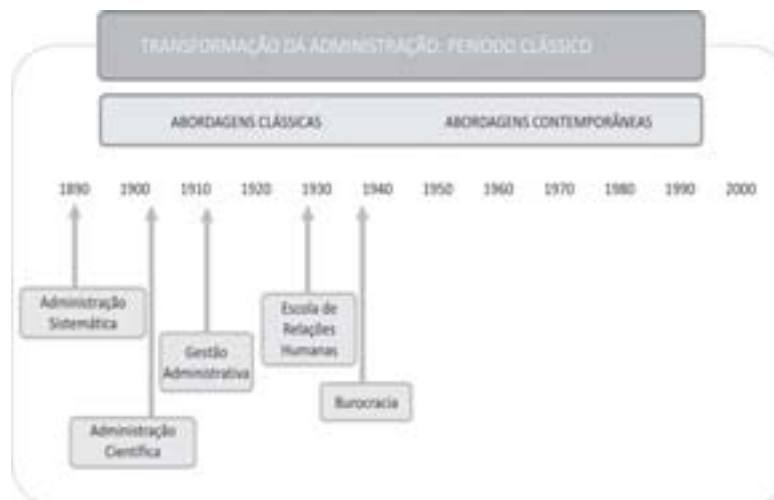 TRANSFORMAÇÃO DA ADMINISTRAÇÃO: PERÍODO CLÁSSICO
ABORDAGENS CLÁSSICAS ABORDAGENS CONTEMPORÂNEAS
1890 1900 1910 1920 1930 1940 1950 1960 1970 1980 1990 2000
Administração
Sistemática
Escola de
Relações
Humanas
Gestão
Administrativa
Burocracia
Administração
Científica